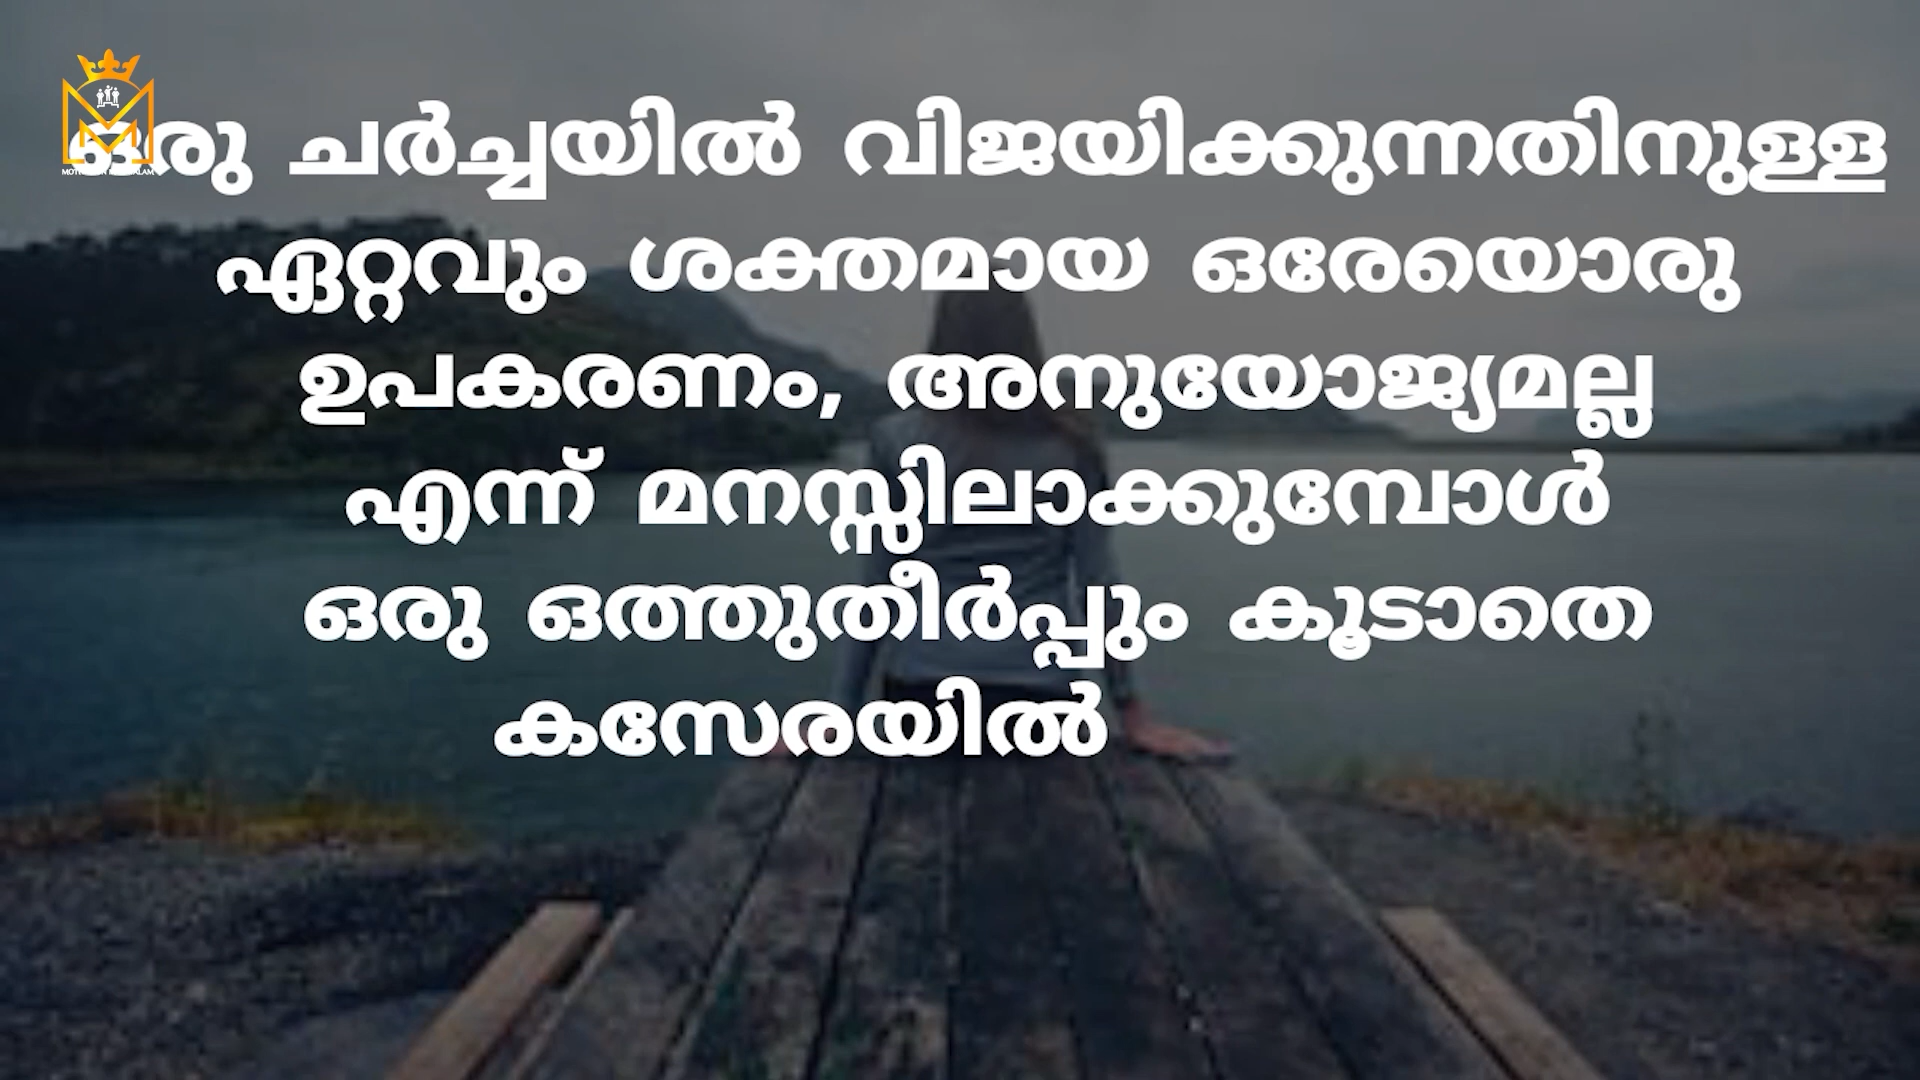 ഒരു ചർച്ചയിൽ വിജയിക്കുന്നതിനുള്ള
ഏറ്റവും ശക്തമായ ഒരേയൊരു
ഉപകരണം, അനുയോജ്യമല്ല
എന്ന് മനസ്സിലാക്കുമ്പോൾ
ഒരു ഒത്തുതീർപ്പും കൂടാതെ
കസേരയിൽ